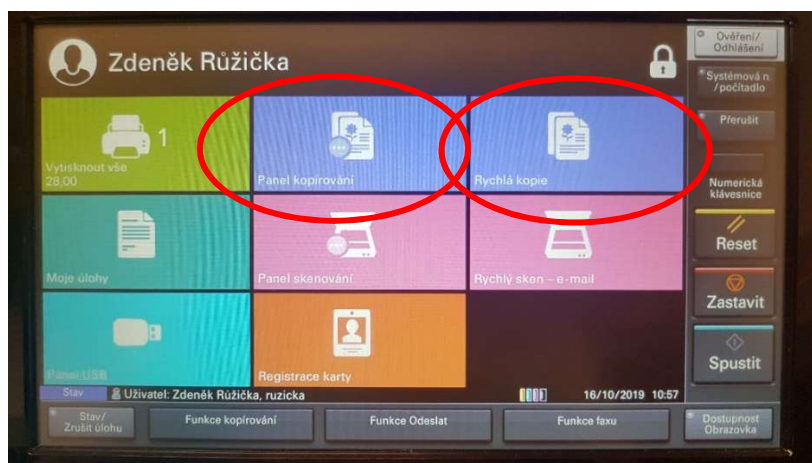 Zdeněk Růžička
Ověření/
Odhlášení
Systémová n.
/počítadlo
Přerušit
Numerická
klávesnice
Reset
Zastavit
Spustit
1
Vytisknout vše
28,00
Panel kopírování
Rychlá kopie
Moje úlohy
Panel skenování
Rychlý sken – e-mail
Panel USB
Registrace karty
Stav
Uživatel: Zdeněk Růžička, ruzicka
16/10/2019 10:57
Stav/
Zrušit úlohu
Funkce kopírování
Funkce Odeslat
Funkce faxu
Dostupnost
Obrazovka